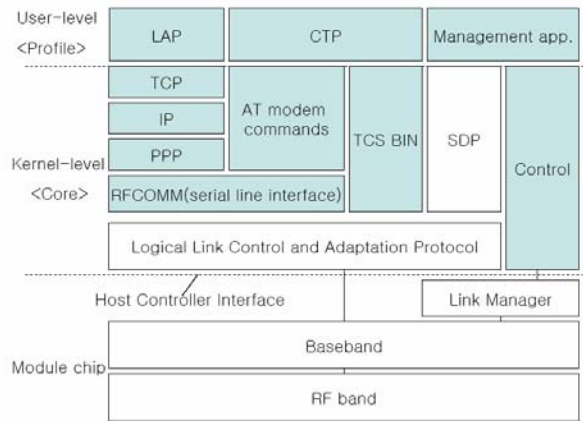 User-level
<Profile>
LAP
CTP
Management app.
Kernel-level
<Core>
TCP
IP
PPP
AT modem
commands
TCS BIN
SDP
Control
RFCOMM(serial line interface)
Logical Link Control and Adaptation Protocol
Host Controller Interface
Link Manager
Module chip
Baseband
RF band